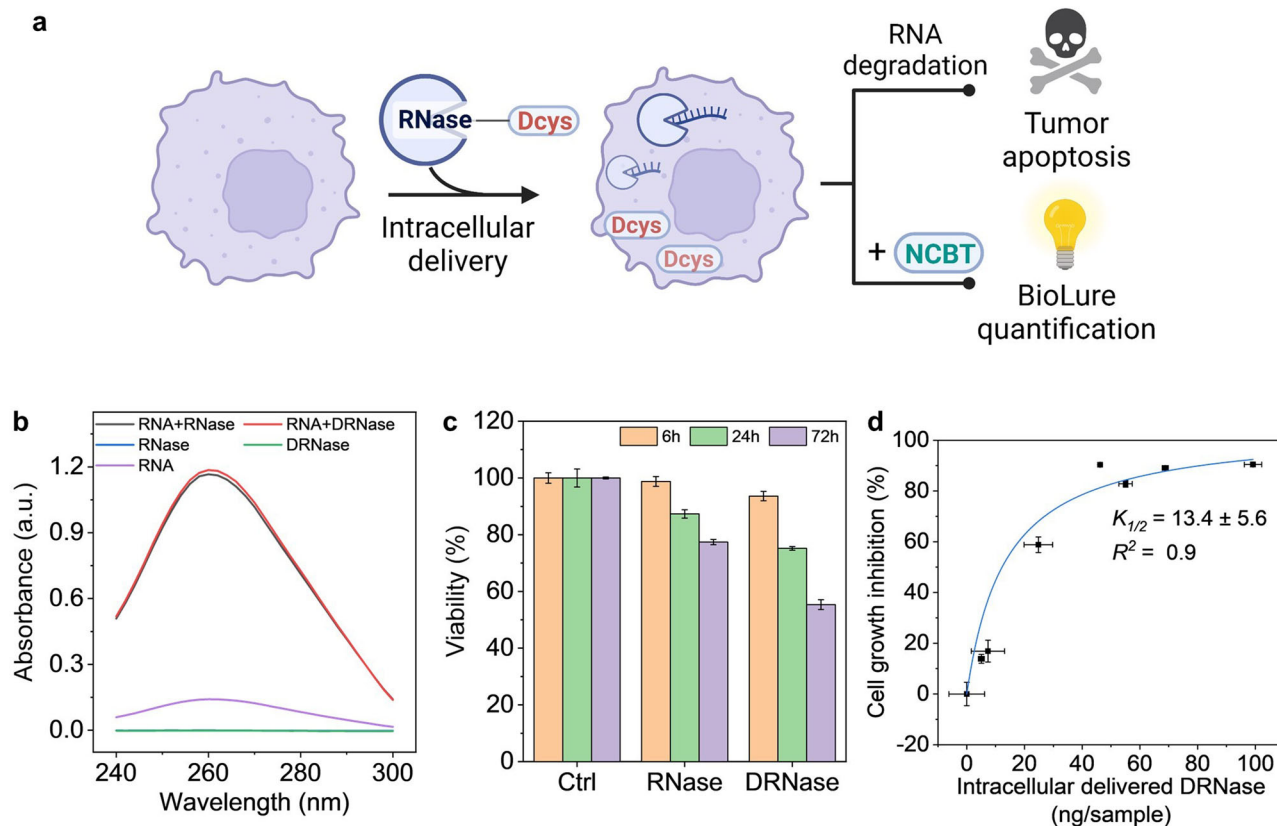 a
RNase
Dcys
Intracellular
delivery
Dcys
Dcys
RNA
degradation
Tumor
apoptosis
+ NCBT
BioLure
quantification
b
RNA+RNase
RNA+DRNase
RNase
DRNase
RNA
Absorbance (a.u.)
1.2
0.9
0.6
0.3
0.0
240 260 280 300
Wavelength (nm)
c
6h 24h 72h
Viability (%)
120
100
80
60
40
20
0
Ctrl RNase DRNase
d
Cell growth inhibition (%)
100
80
60
40
20
0
-20
K1/2 = 13.4 ± 5.6
R2 = 0.9
0 20 40 60 80 100
Intracellular delivered DRNase
(ng/sample)